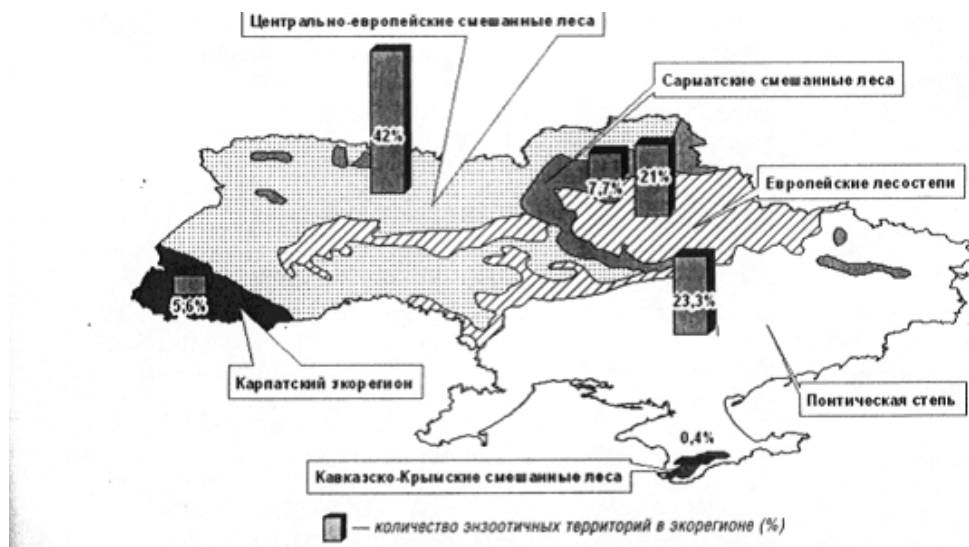 Центрально-европейские смешанные леса
Сарматские смешанные леса
42%
7,7%
21%
Европейские лесостепи
5,6%
23,3%
Карпатский экорегион
Понтическая степь
0,4%
Кавказско-Крымские смешанные леса
— количество энзоотичных территорий в экорегионе (%)